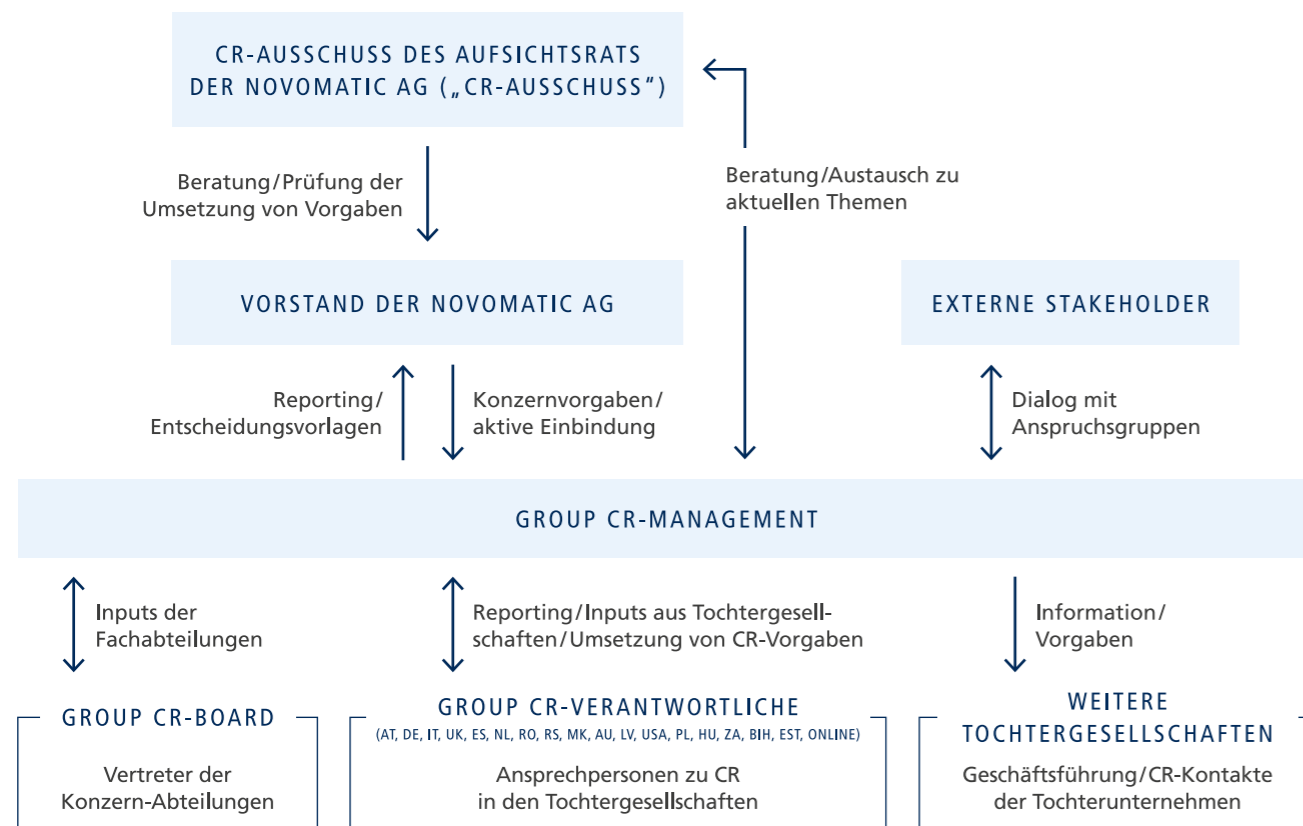 CR-AUSSCHUSS DES AUFSICHTSRATS
DER NOVOMATIC AG („CR-AUSSCHUSS“)
Beratung/Prüfung der
Umsetzung von Vorgaben
Beratung/Austausch zu
aktuellen Themen
VORSTAND DER NOVOMATIC AG
EXTERNE STAKEHOLDER
Reporting/
Entscheidungsvorlagen
Konzernvorgaben/
aktive Einbindung
Dialog mit
Anspruchsgruppen
GROUP CR-MANAGEMENT
Inputs der
Fachabteilungen
Reporting/Inputs aus Tochtergesell-
schaften/Umsetzung von CR-Vorgaben
Information/
Vorgaben
GROUP CR-BOARD
Vertreter der
Konzern-Abteilungen
GROUP CR-VERANTWORTLICHE
(AT, DE, IT, UK, ES, NL, RO, RS, MK, AU, LV, USA, PL, HU, ZA, BIH, EST, ONLINE)
Ansprechpersonen zu CR
in den Tochtergesellschaften
WEITERE
TOCHTERGESELLSCHAFTEN
Geschäftsführung/CR-Kontakte
der Tochterunternehmen